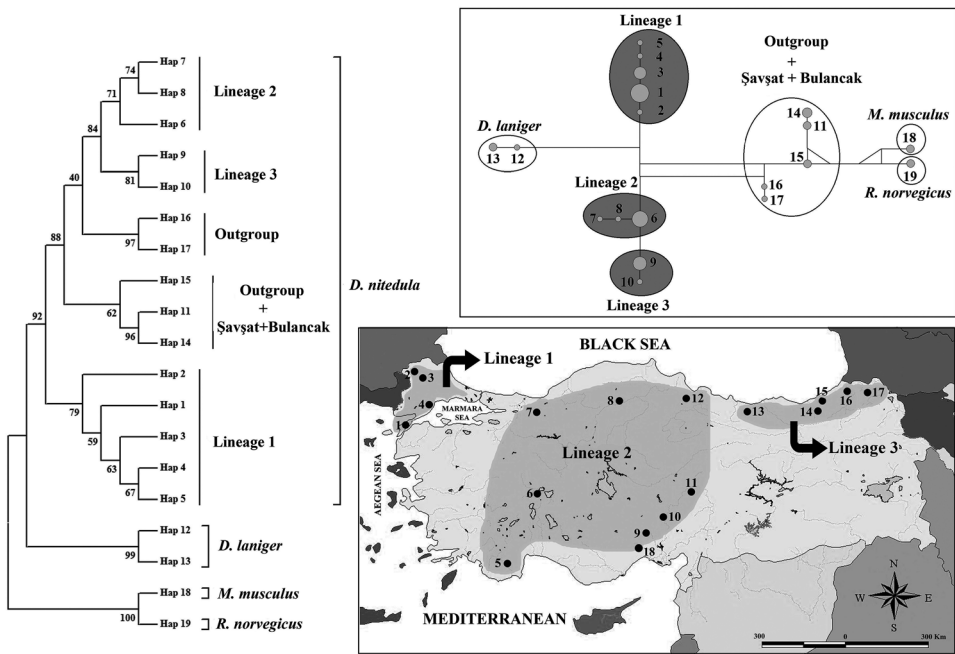 Hap 7
74
Hap 8
71
Lineage 2
Hap 6
84
Hap 9
Lineage 3
81
Hap 10
40
Hap 16
Outgroup
97
Hap 17
88
Hap 15
Outgroup
+
Şavşat+Bulancak
62
Hap 11
96
Hap 14
D. nitedula
92
Hap 2
79
Hap 1
59
Hap 3
Lineage 1
63
Hap 4
67
Hap 5
Hap 12
D. laniger
99
Hap 13
Hap 18
M. musculus
100
Hap 19
R. norvegicus
Lineage 1
5
4
3
1
2
Outgroup
+
Şavşat + Bulancak
14
11
15
16
17
M. musculus
18
19
R. norvegicus
D. laniger
13 12
Lineage 2
7 8 6
9
10
Lineage 3
BLACK SEA
Lineage 1
2
3
4
MARMARA
SEA
1
AEGEAN SEA
7
8
12
13
14
15
16
17
Lineage 2
Lineage 3
6
11
10
9
18
5
MEDITERRANEAN
N
W E
S
300 0 300 Km